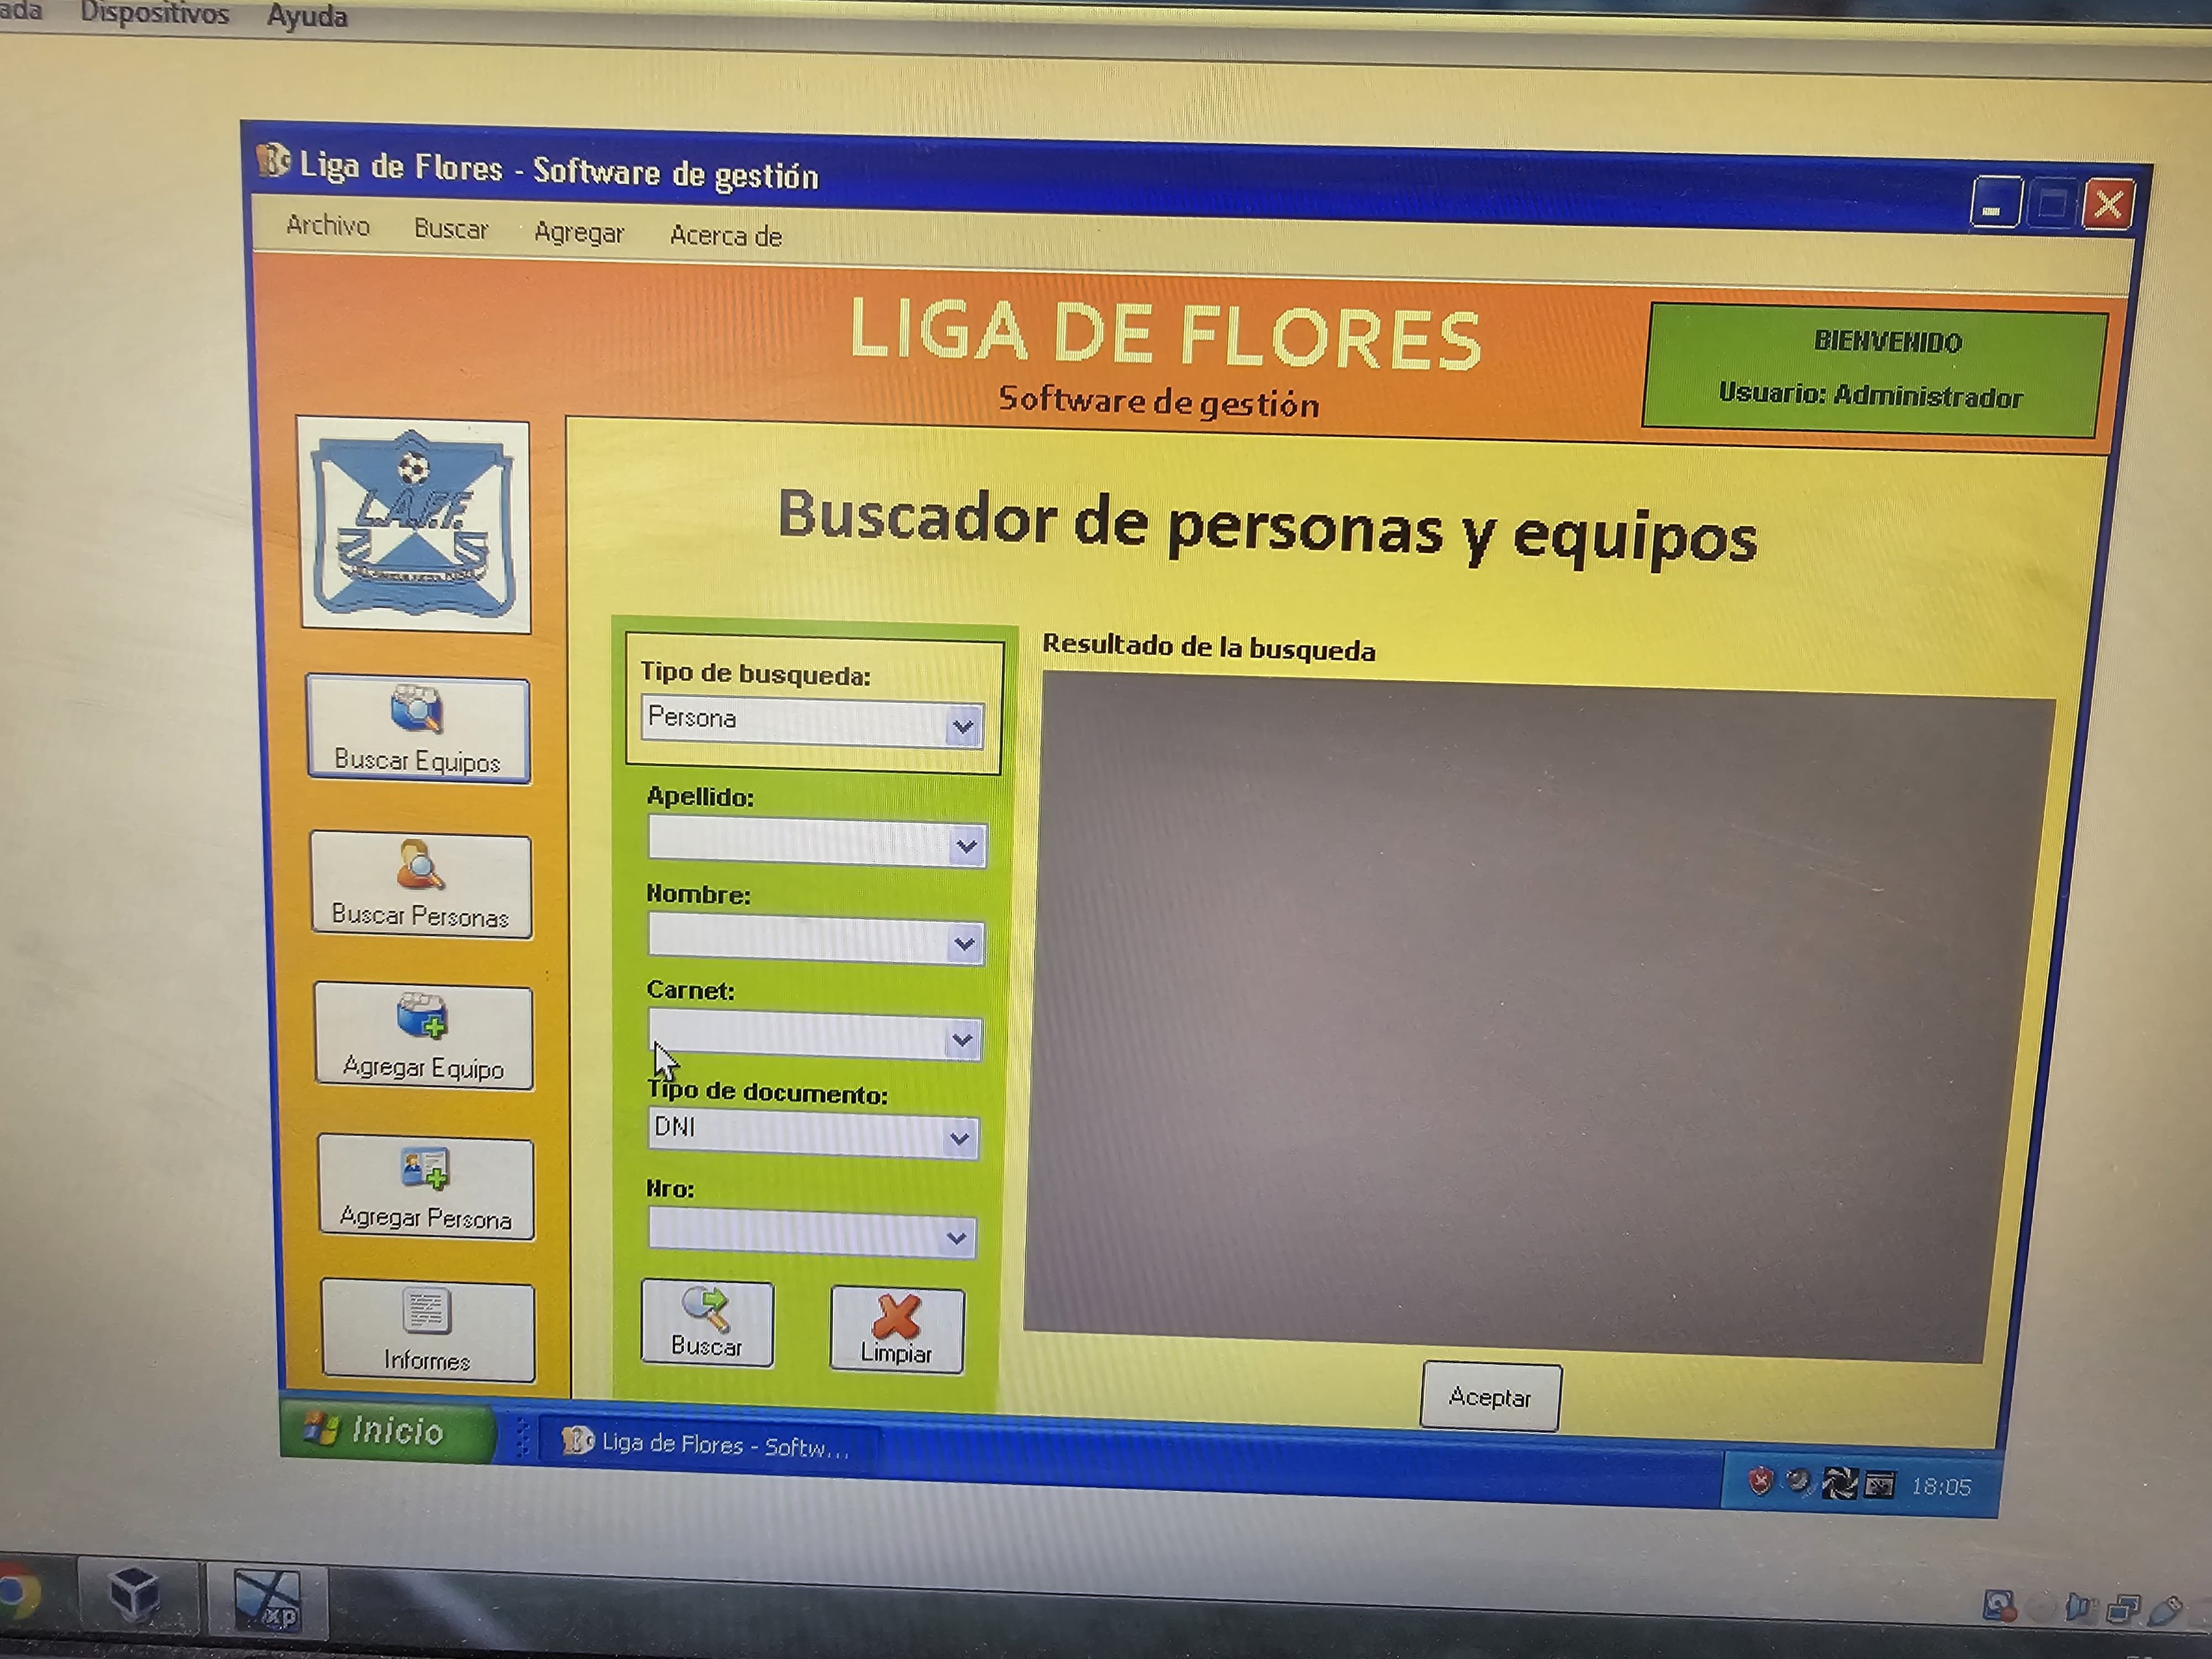 ada Dispositivos Ayuda
Liga de Flores - Software de gestión
Archivo Buscar Agregar Acerca de
LIGA DE FLORES
Software de gestión
BIENVENIDO
Usuario: Administrador
L.A.F.F.
Buscador de personas y equipos
Buscar Equipos
Buscar Personas
Agregar Equipo
Agregar Persona
Informes
Tipo de busqueda:
Persona
Apellido:
Nombre:
Carnet:
Tipo de documento:
DNI
Nro:
Buscar
Limpiar
Resultado de la busqueda
Aceptar
Inicio
Liga de Flores - Softw...
18:05
xp